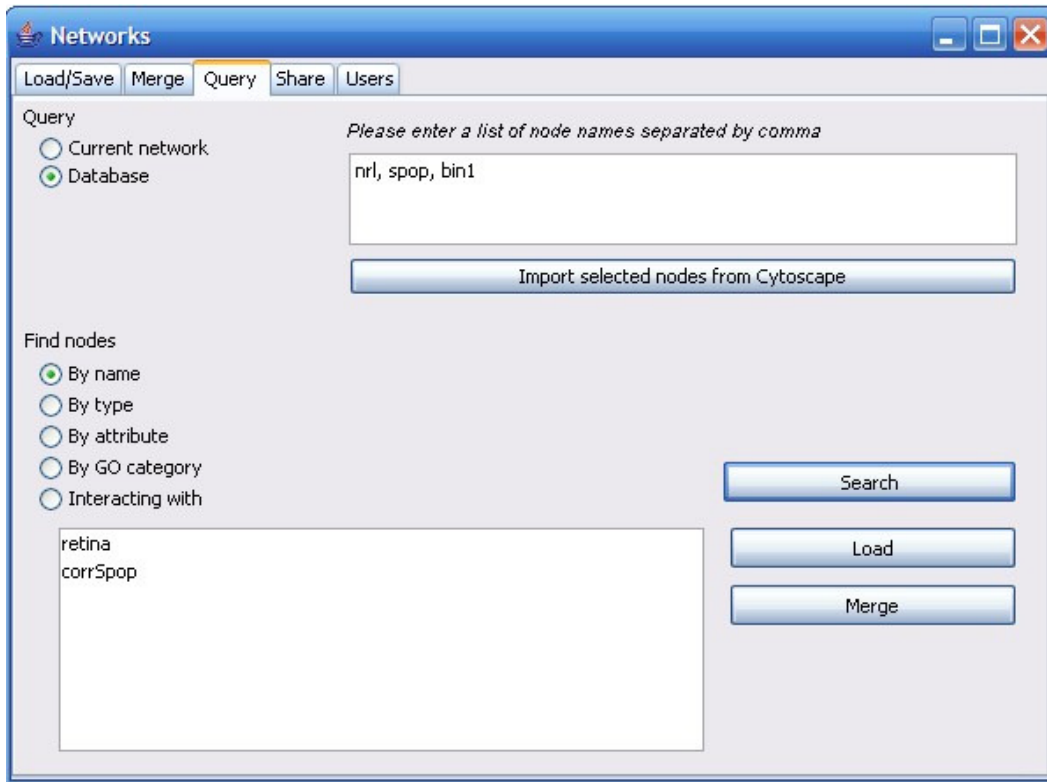 Networks
Load/Save Merge Query Share Users
Query
Current network
Database
Please enter a list of node names separated by comma
nrl, spop, bin1
Import selected nodes from Cytoscape
Find nodes
By name
By type
By attribute
By GO category
Interacting with
Search
retina
corrSpop
Load
Merge